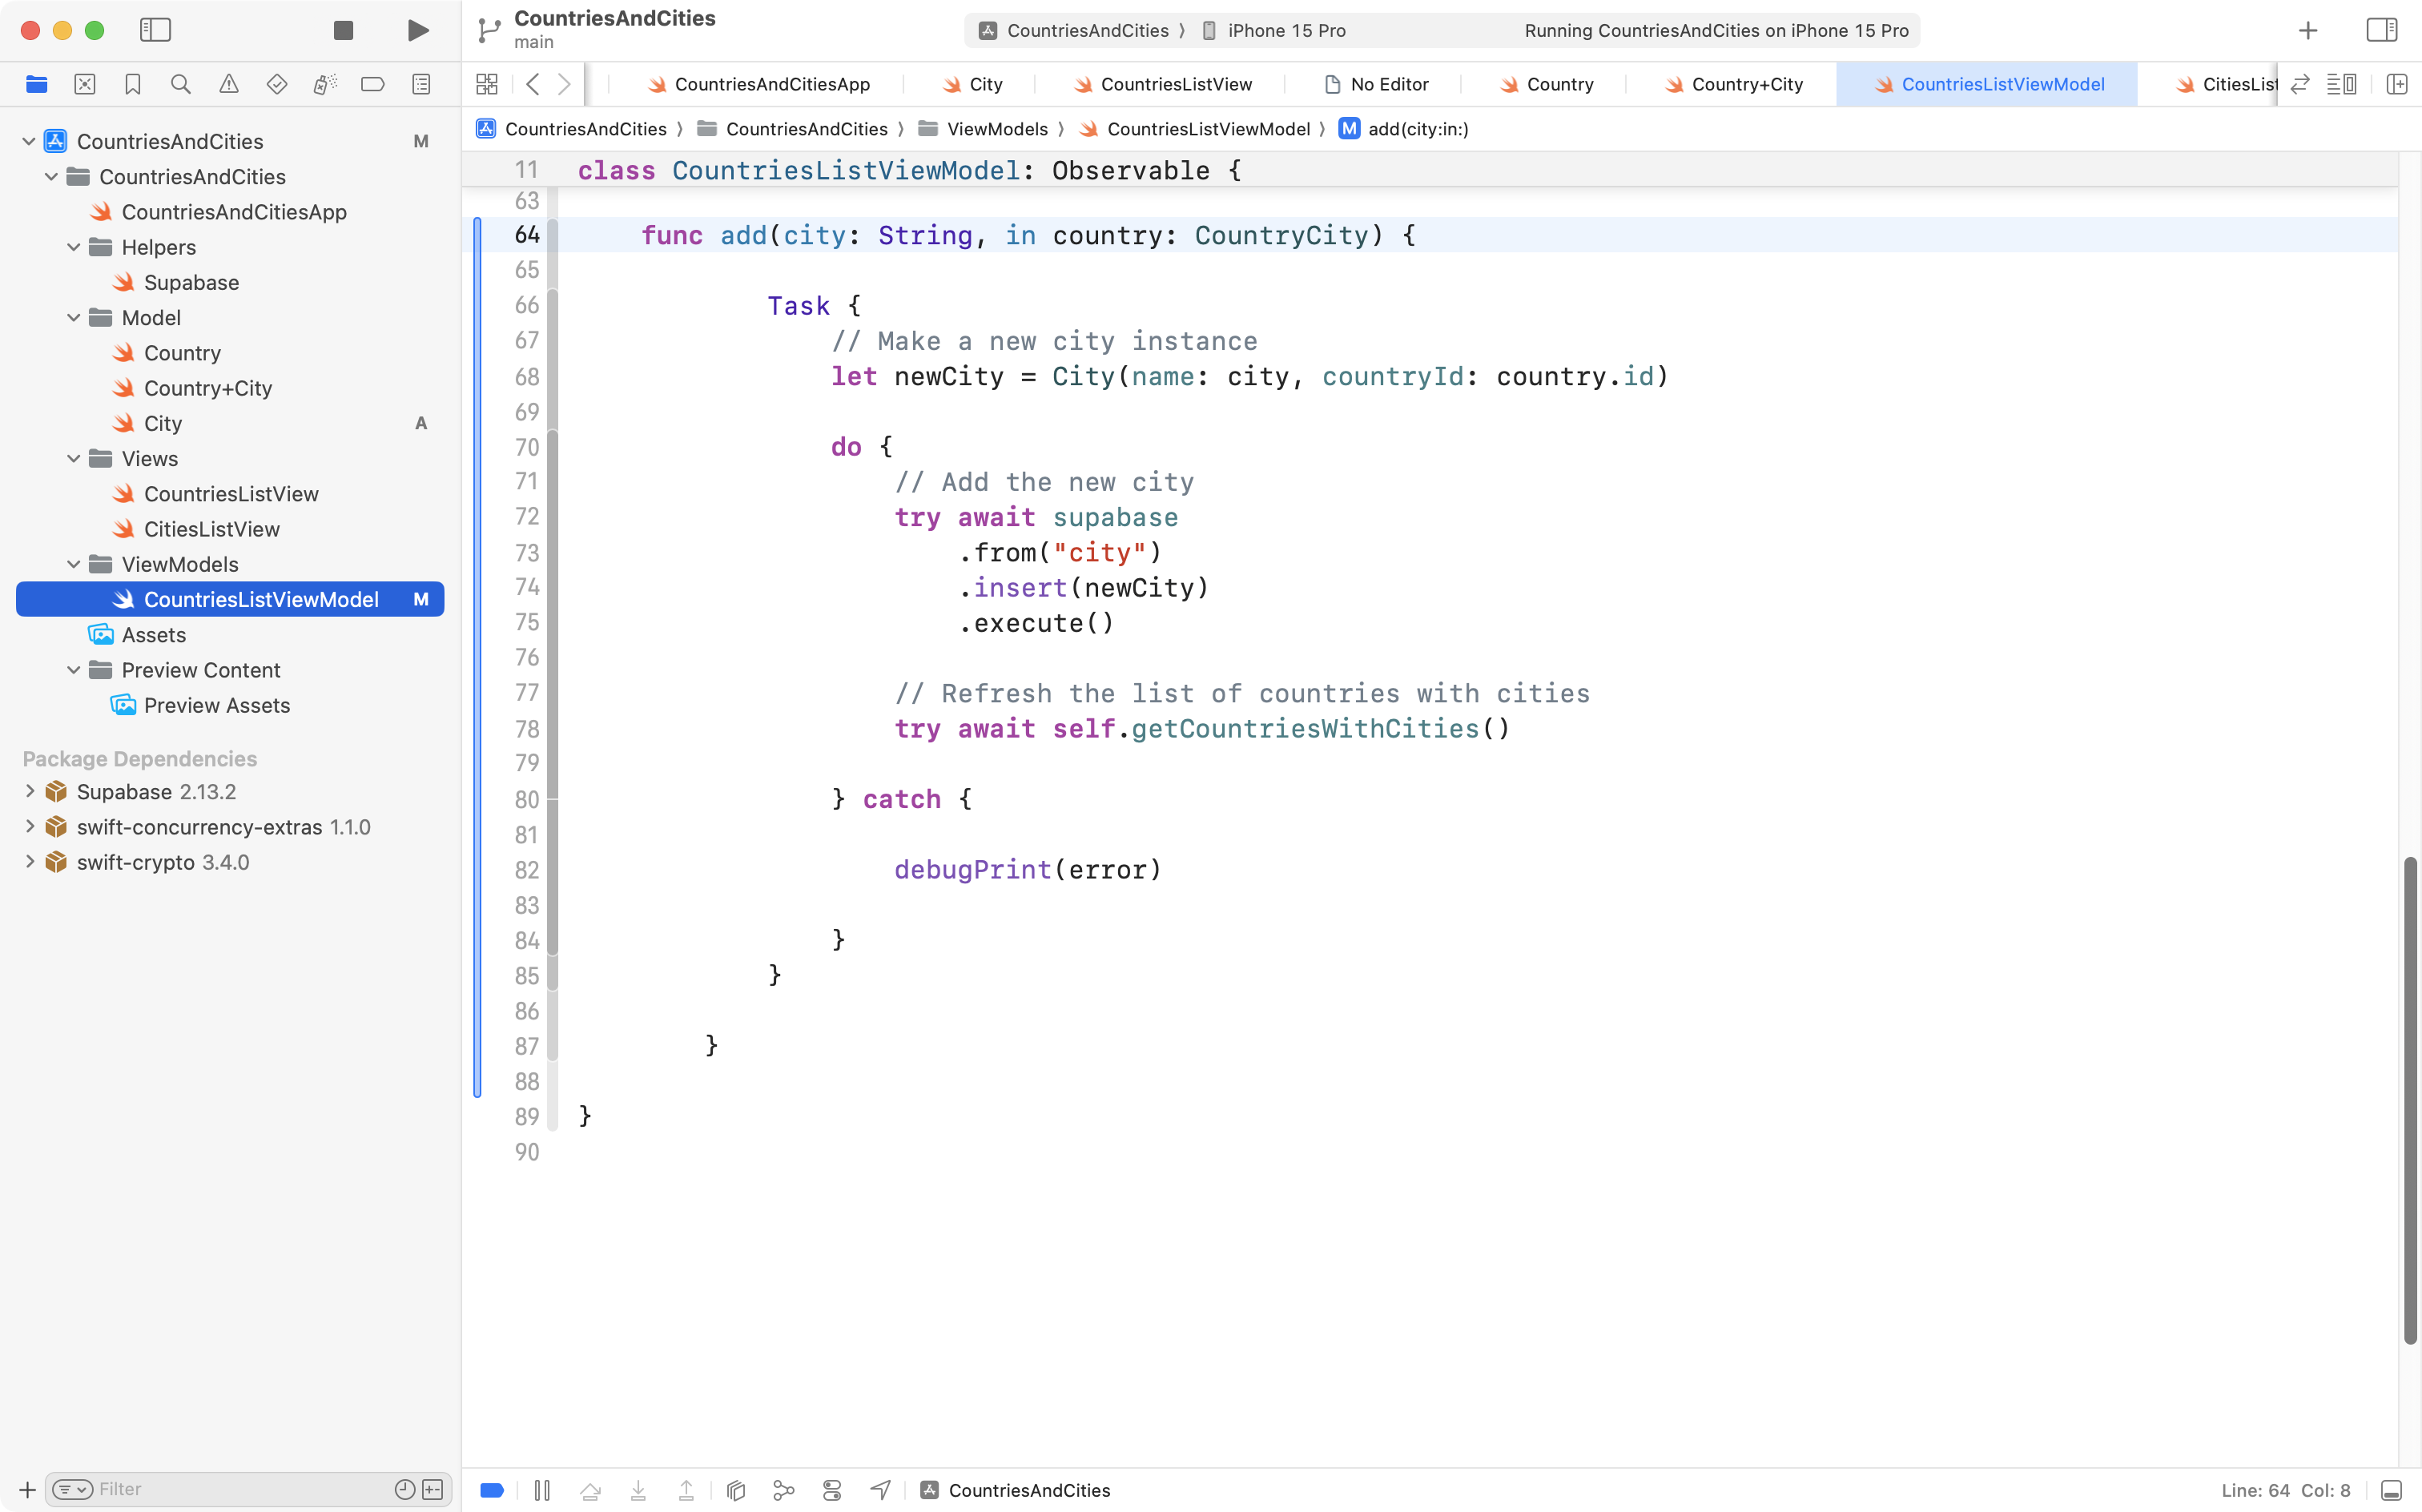 CountriesAndCities
main
CountriesAndCities 〉 iPhone 15 Pro
Running CountriesAndCities on iPhone 15 Pro
CountriesAndCitiesApp
City
CountriesListView
No Editor
Country
Country+City
CountriesListViewModel
CitiesList
CountriesAndCities 〉 CountriesAndCities 〉 ViewModels 〉 CountriesListViewModel 〉 M add(city:in:)
CountriesAndCities M
CountriesAndCities
CountriesAndCitiesApp
Helpers
Supabase
Model
Country
Country+City
City A
Views
CountriesListView
CitiesListView
ViewModels
CountriesListViewModel M
Assets
Preview Content
Preview Assets
Package Dependencies
Supabase 2.13.2
swift-concurrency-extras 1.1.0
swift-crypto 3.4.0
Filter
11 class CountriesListViewModel: Observable {
63
64 func add(city: String, in country: CountryCity) {
65
66 Task {
67 // Make a new city instance
68 let newCity = City(name: city, countryId: country.id)
69
70 do {
71 // Add the new city
72 try await supabase
73 .from("city")
74 .insert(newCity)
75 .execute()
76
77 // Refresh the list of countries with cities
78 try await self.getCountriesWithCities()
79
80 } catch {
81
82 debugPrint(error)
83
84 }
85 }
86
87 }
88
89 }
90
CountriesAndCities
Line: 64 Col: 8